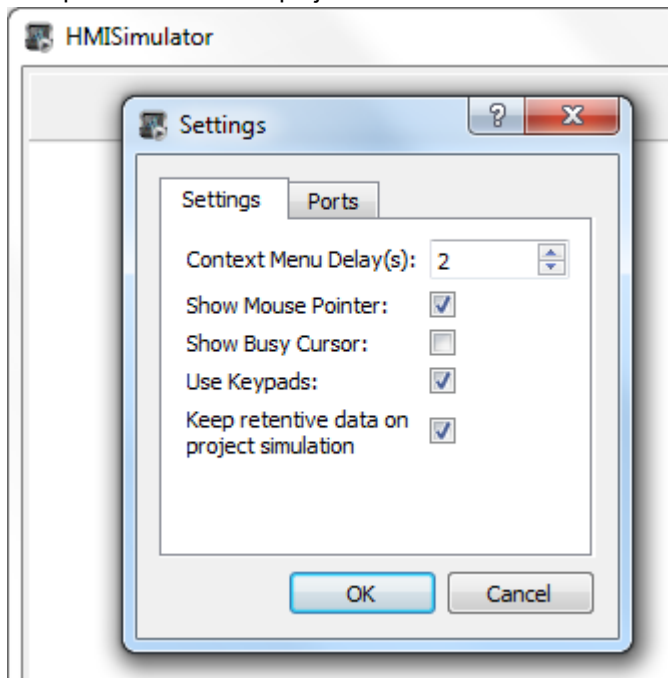 HMISimulator
Settings
Settings Ports
Context Menu Delay(s): 2
Show Mouse Pointer:
Show Busy Cursor:
Use Keypads:
Keep retentive data on
project simulation
OK Cancel